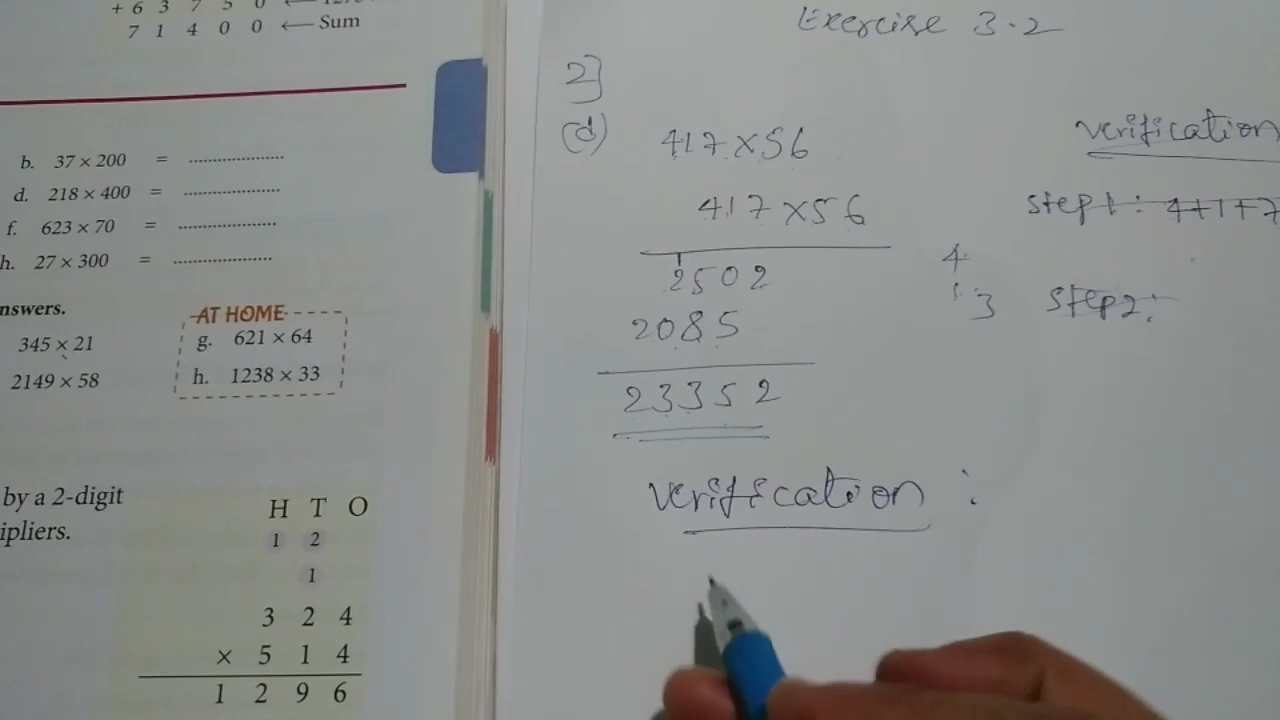 + 6 3 7 5 0
7 1 4 0 0 ← Sum
b. 37 × 200 = ....................
d. 218 × 400 = ....................
f. 623 × 70 = ....................
h. 27 × 300 = ....................
nswers.
345 × 21
2149 × 58
AT HOME
g. 621 × 64
h. 1238 × 33
by a 2-digit
ipliers.
H T O
1 2
1
3 2 4
× 5 1 4
1 2 9 6
Exercise 3.2
2]
(d) 417 × 56
417 × 56
2502
2085
23352
verification :
verification
Step 1: 4+1+7
4
1 3
Step 2: